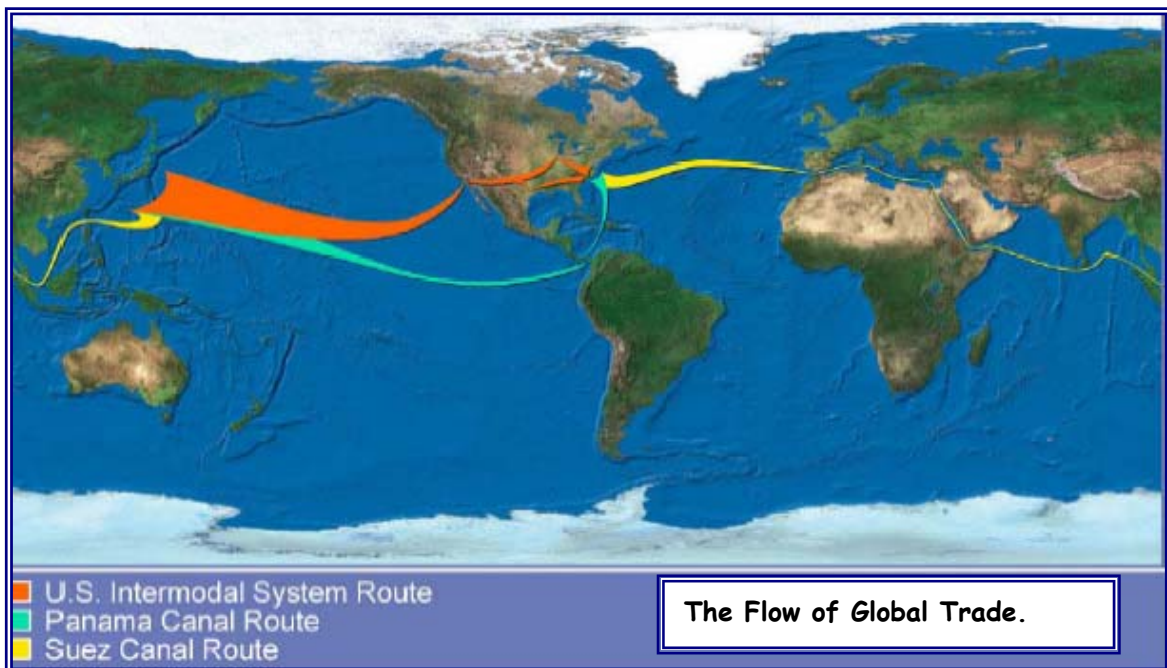 U.S. Intermodal System Route
Panama Canal Route
Suez Canal Route
The Flow of Global Trade.